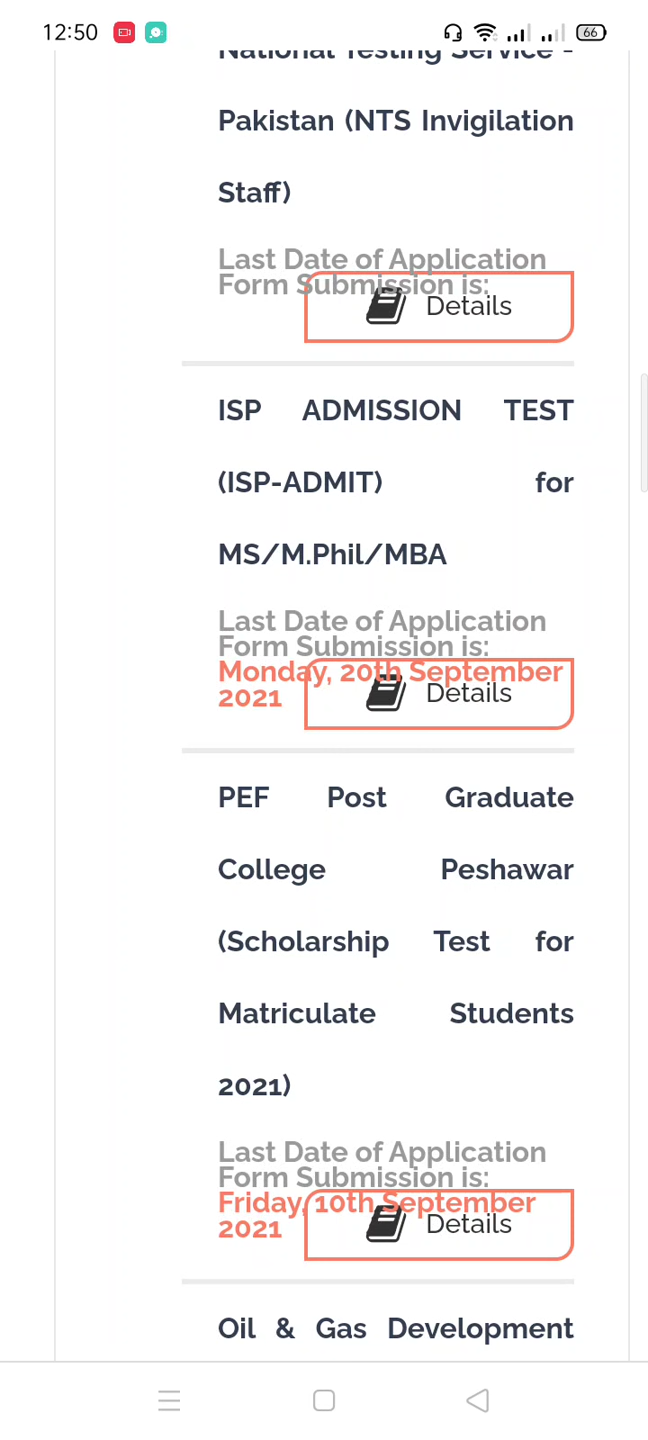 12:50
66
National Testing Service -
Pakistan (NTS Invigilation
Staff)
Last Date of Application
Form Submission is:
Details
ISP ADMISSION TEST
(ISP-ADMIT) for
MS/M.Phil/MBA
Last Date of Application
Form Submission is:
Monday, 20th September
2021
Details
PEF Post Graduate
College Peshawar
(Scholarship Test for
Matriculate Students
2021)
Last Date of Application
Form Submission is:
Friday, 10th September
2021
Details
Oil & Gas Development